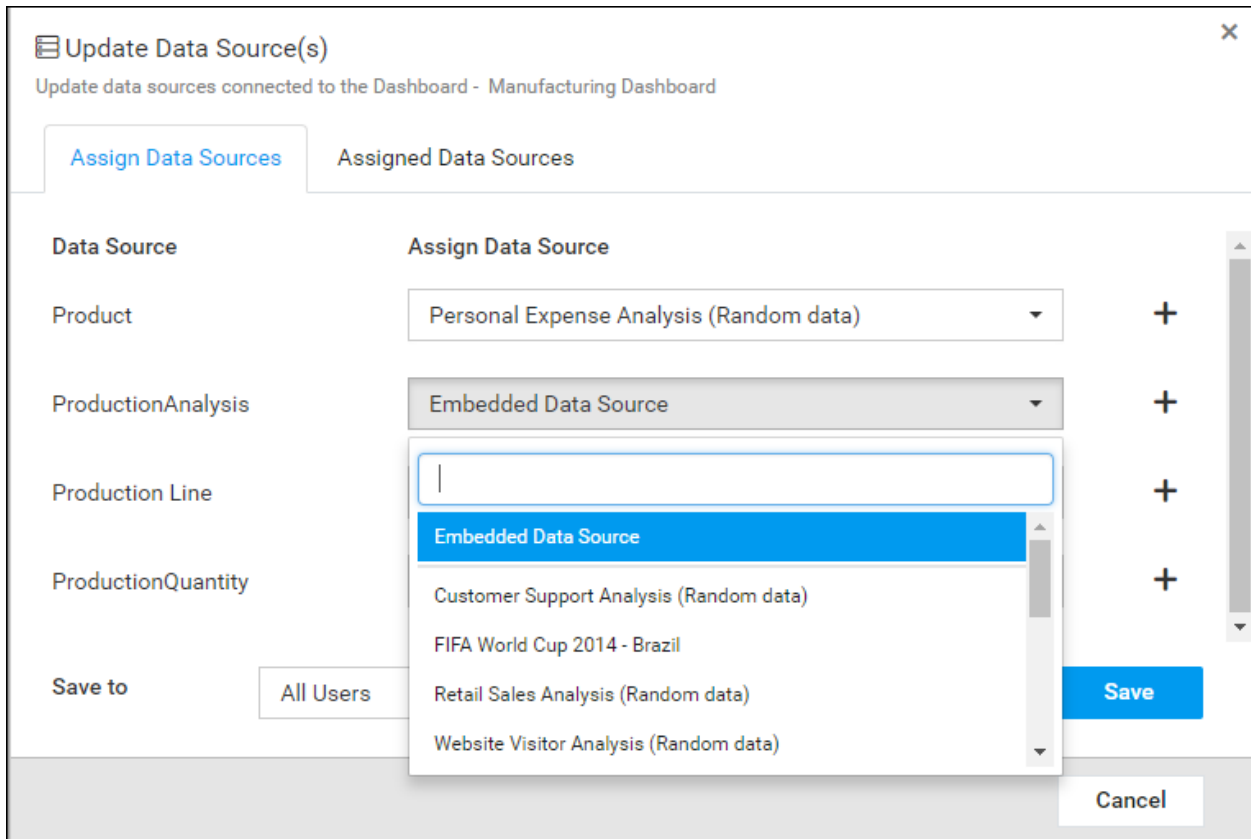 Update Data Source(s)
Update data sources connected to the Dashboard - Manufacturing Dashboard
Assign Data Sources Assigned Data Sources
Data Source Assign Data Source
Product Personal Expense Analysis (Random data)
ProductionAnalysis Embedded Data Source
Production Line
Embedded Data Source
ProductionQuantity
Customer Support Analysis (Random data)
FIFA World Cup 2014 - Brazil
Retail Sales Analysis (Random data)
Website Visitor Analysis (Random data)
Save to All Users Save
Cancel